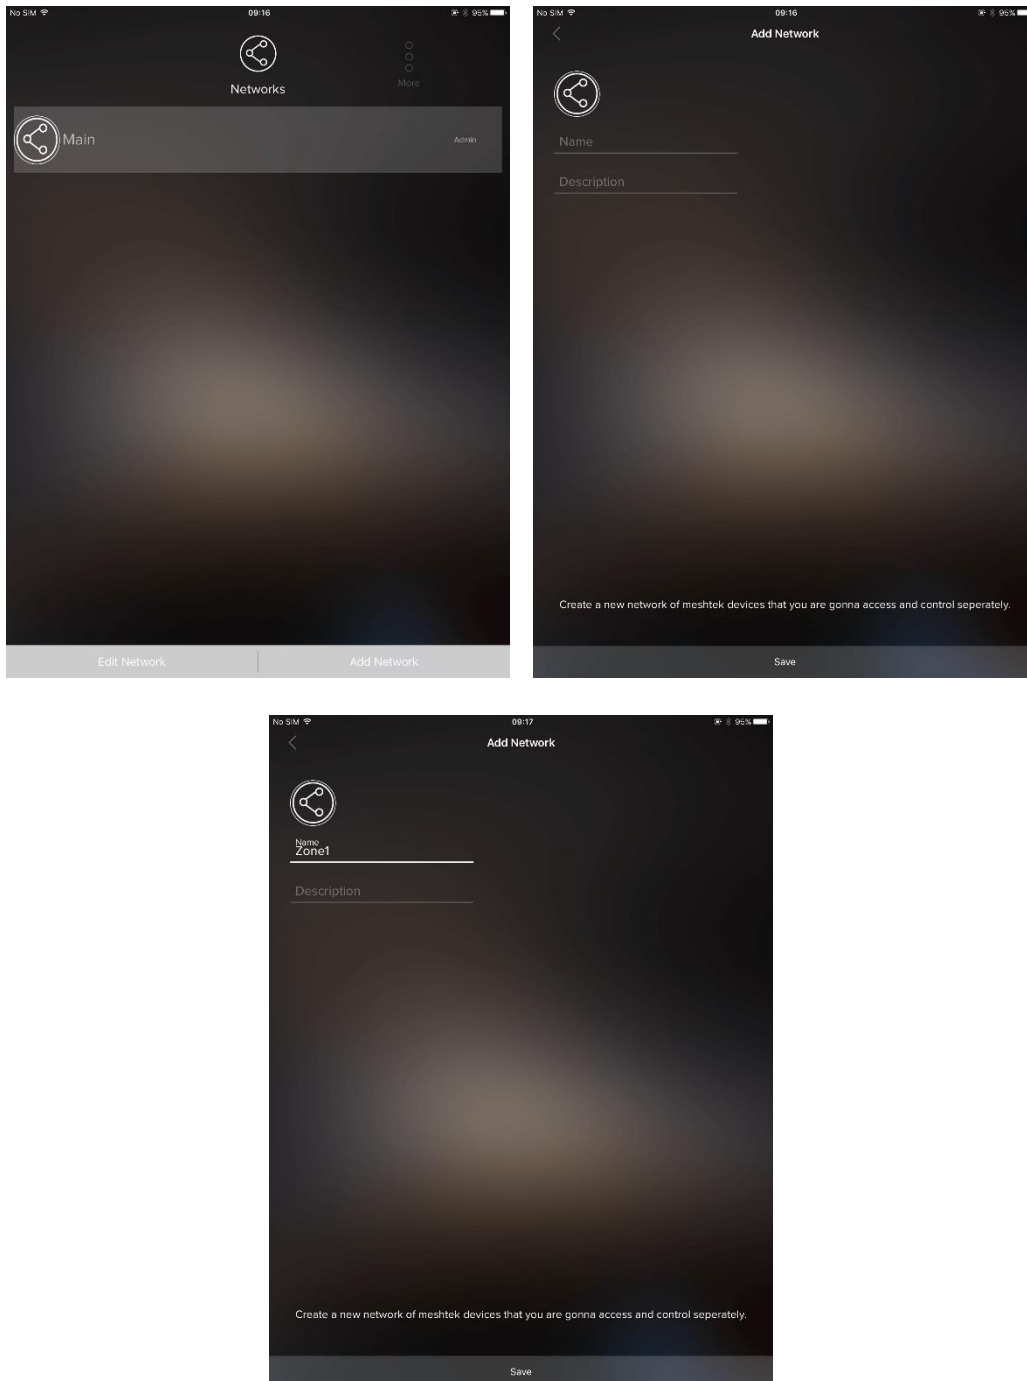 No SIM 09:16 95%
Networks
More
Main Admin
Edit Network Add Network
No SIM 09:16 95%
Add Network
Name
Description
Create a new network of meshtek devices that you are gonna access and control seperately.
Save
No SIM 09:17 95%
Add Network
Name
Zone1
Description
Create a new network of meshtek devices that you are gonna access and control seperately.
Save